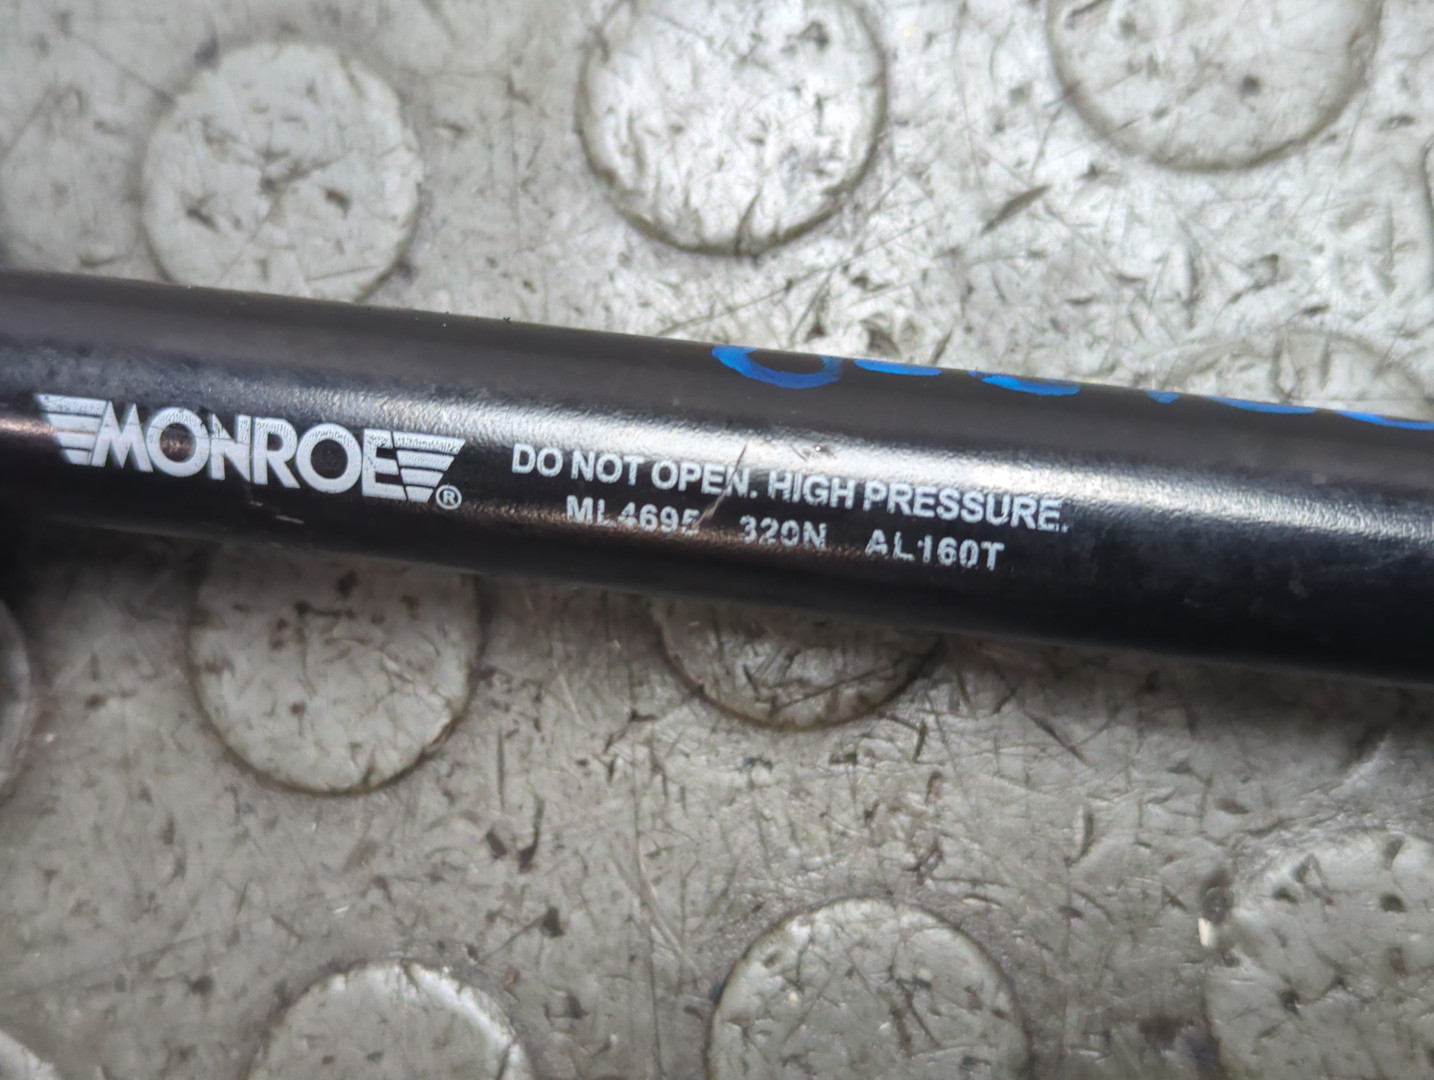 MONROE®
DO NOT OPEN. HIGH PRESSURE.
ML4695 320N AL160T